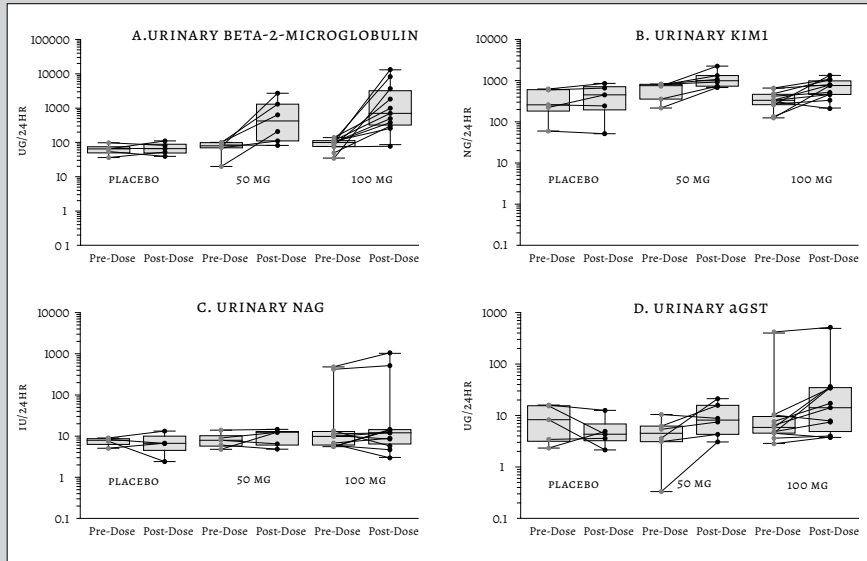 A.URINARY BETA-2-MICROGLOBULIN
100000
10000
1000
100
10
1
0 1
UG/24HR
PLACEBO
50 MG
100 MG
Pre-Dose Post-Dose Pre-Dose Post-Dose Pre-Dose Post-Dose
B. URINARY KIM1
10000
1000
100
10
1
0.1
NG/24HR
PLACEBO
50 MG
100 MG
Pre-Dose Post-Dose Pre-Dose Post-Dose Pre-Dose Post-Dose
C. URINARY NAG
10000
1000
100
10
1
0.1
IU/24HR
PLACEBO
50 MG
100 MG
Pre-Dose Post-Dose Pre-Dose Post-Dose Pre-Dose Post-Dose
D. URINARY aGST
1000
100
10
1
0.1
UG/24HR
PLACEBO
50 MG
100 MG
Pre-Dose Post-Dose Pre-Dose Post-Dose Pre-Dose Post-Dose